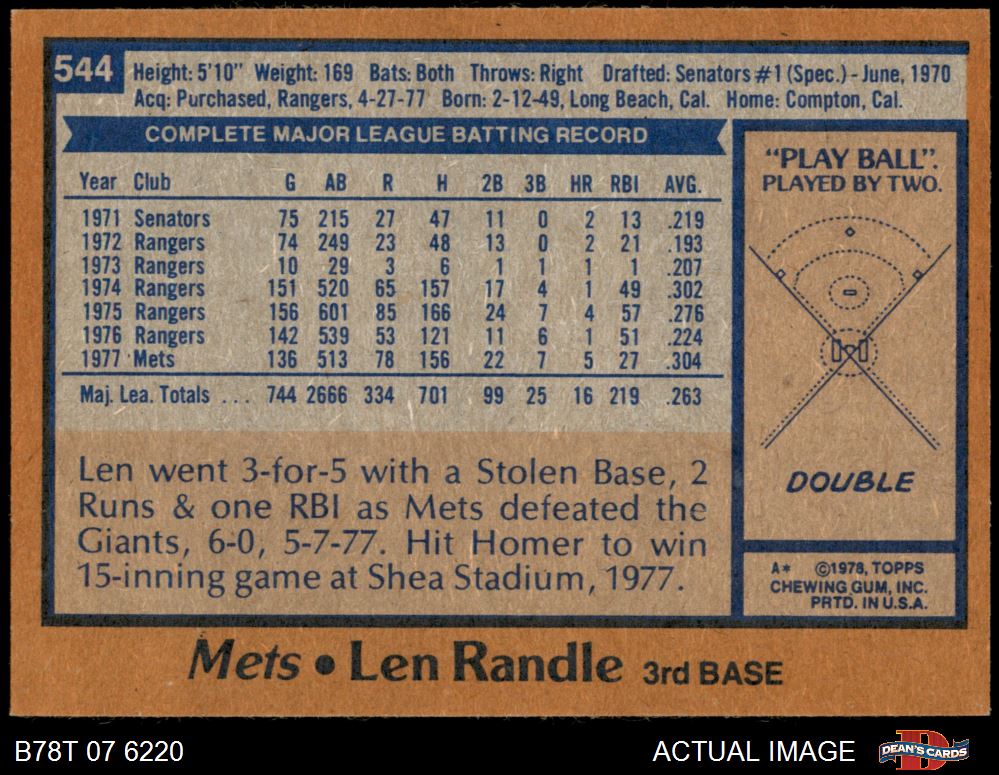 544
Height: 5'10" Weight: 169 Bats: Both Throws: Right Drafted: Senators #1 (Spec.) - June, 1970
Acq: Purchased, Rangers, 4-27-77 Born: 2-12-49, Long Beach, Cal. Home: Compton, Cal.
COMPLETE MAJOR LEAGUE BATTING RECORD
Year Club G AB R H 2B 3B HR RBI AVG.
1971 Senators 75 215 27 47 11 0 2 13 .219
1972 Rangers 74 249 23 48 13 0 2 21 .193
1973 Rangers 10 29 3 6 1 1 1 1 .207
1974 Rangers 151 520 65 157 17 4 1 49 .302
1975 Rangers 156 601 85 166 24 7 4 57 .276
1976 Rangers 142 539 53 121 11 6 1 51 .224
1977 Mets 136 513 78 156 22 7 5 27 .304
Maj. Lea. Totals ... 744 2666 334 701 99 25 16 219 .263
Len went 3-for-5 with a Stolen Base, 2
Runs & one RBI as Mets defeated the
Giants, 6-0, 5-7-77. Hit Homer to win
15-inning game at Shea Stadium, 1977.
"PLAY BALL".
PLAYED BY TWO.
DOUBLE
A* ©1978, TOPPS
CHEWING GUM, INC.
PRTD. IN U.S.A.
Mets • Len Randle 3rd BASE
B78T 07 6220
ACTUAL IMAGE
DEAN'S CARDS